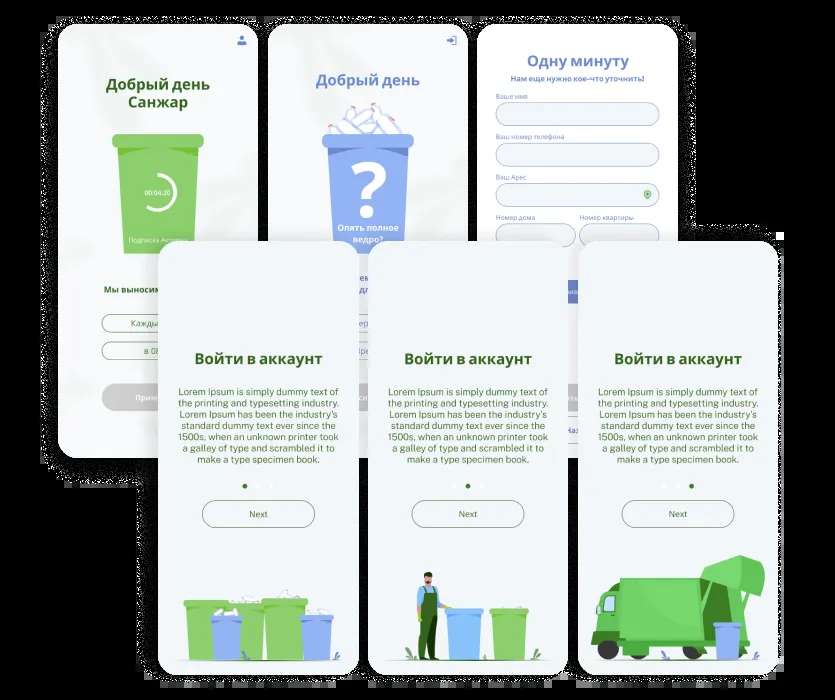 Добрый день
Санжар
00:04:20
Мы
Добрый день
?
Опять полное
ведро?
Одну минуту
Нам еще нужно кое-что уточнить!
Ваше имя
Ваш номер телефона
Ваш Арес
Номер дома
Номер квартиры
Войти в аккаунт
Lorem Ipsum is simply dummy text of
the printing and typesetting industry.
Lorem Ipsum has been the industry's
standard dummy text ever since the
1500s, when an unknown printer took
a galley of type and scrambled it to
make a type specimen book.
Next
Войти в аккаунт
Lorem Ipsum is simply dummy text of
the printing and typesetting industry.
Lorem Ipsum has been the industry's
standard dummy text ever since the
1500s, when an unknown printer took
a galley of type and scrambled it to
make a type specimen book.
Next
Войти в аккаунт
Lorem Ipsum is simply dummy text of
the printing and typesetting industry.
Lorem Ipsum has been the industry's
standard dummy text ever since the
1500s, when an unknown printer took
a galley of type and scrambled it to
make a type specimen book.
Next